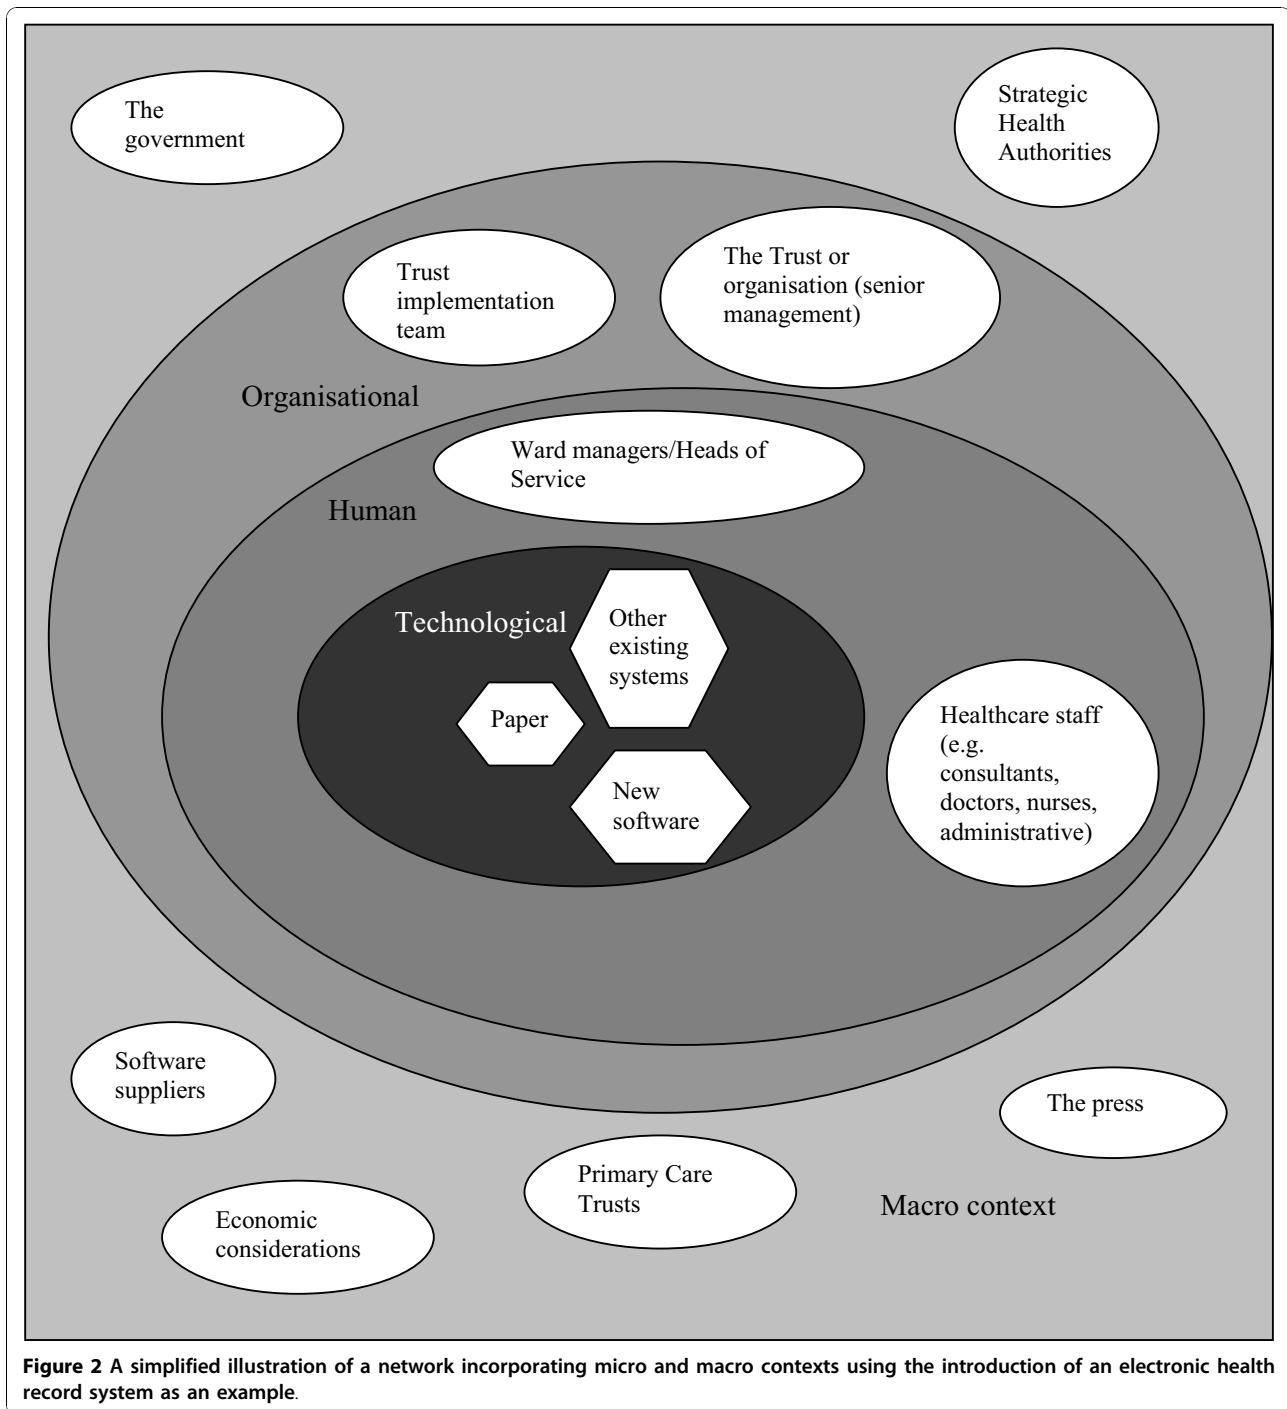 The
government
Strategic
Health
Authorities
Trust
implementation
team
The Trust or
organisation (senior
management)
Organisational
Ward managers/Heads of
Service
Human
Technological
Other
existing
systems
Paper
New
software
Healthcare staff
(e.g.
consultants,
doctors, nurses,
administrative)
Software
suppliers
The press
Primary Care
Trusts
Macro context
Economic
considerations
Figure 2 A simplified illustration of a network incorporating micro and macro contexts using the introduction of an electronic health
record system as an example.